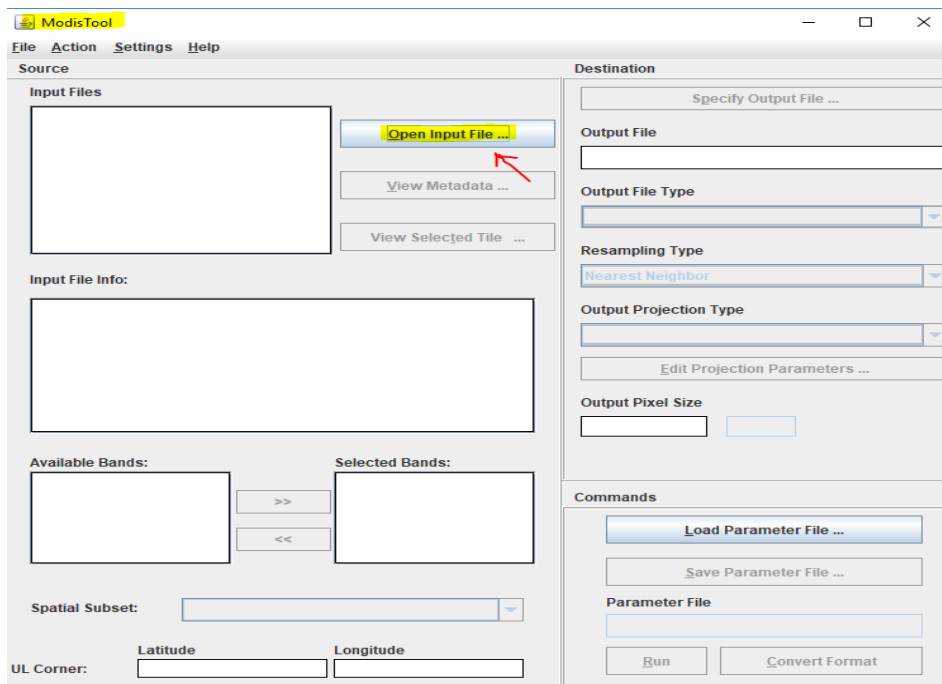 ModisTool
File Action Settings Help
Source
Input Files
Open Input File ...
View Metadata ...
View Selected Tile ...
Input File Info:
Available Bands:
Selected Bands:
>>
<<
Spatial Subset:
Latitude
Longitude
UL Corner:
Destination
Specify Output File ...
Output File
Output File Type
Resampling Type
Nearest Neighbor
Output Projection Type
Edit Projection Parameters ...
Output Pixel Size
Commands
Load Parameter File ...
Save Parameter File ...
Parameter File
Run
Convert Format